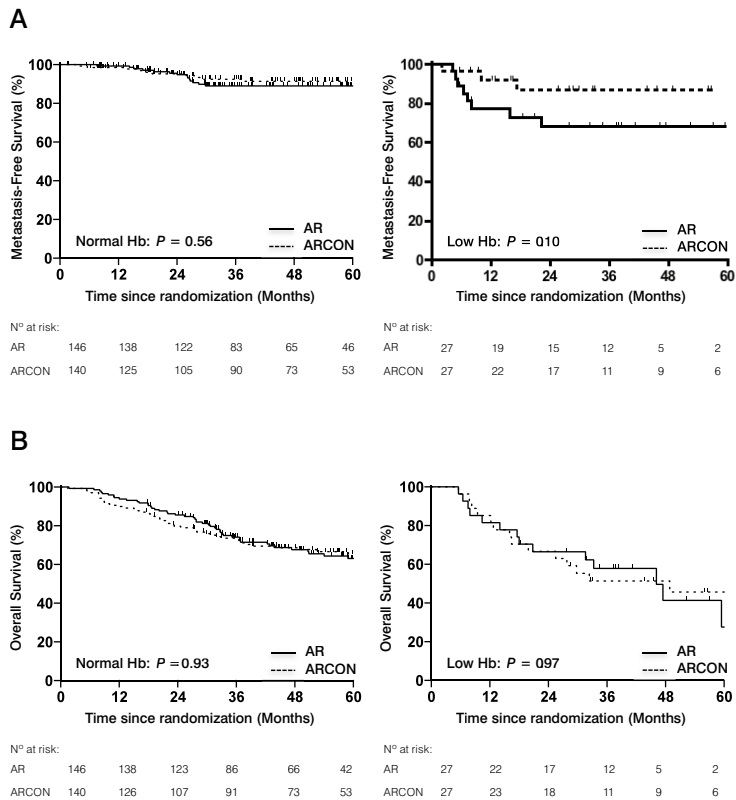 A
Metastasis-Free Survival (%)
100
80
60
40
20
0
Normal Hb: P = 0.56
AR
ARCON
0 12 24 36 48 60
Time since randomization (Months)
Nº at risk:
AR 146 138 122 83 65 46
ARCON 140 125 105 90 73 53
Metastasis-Free Survival (%)
100
80
60
40
20
0
Low Hb: P = 010
AR
ARCON
0 12 24 36 48 60
Time since randomization (Months)
Nº at risk:
AR 27 19 15 12 5 2
ARCON 27 22 17 11 9 6
B
Overall Survival (%)
100
80
60
40
20
0
Normal Hb: P = 0.93
AR
ARCON
0 12 24 36 48 60
Time since randomization (Months)
Nº at risk:
AR 146 138 123 86 66 42
ARCON 140 126 107 91 73 53
Overall Survival (%)
100
80
60
40
20
0
Low Hb: P = 097
AR
ARCON
0 12 24 36 48 60
Time since randomization (Months)
Nº at risk:
AR 27 22 17 12 5 2
ARCON 27 23 18 11 9 6